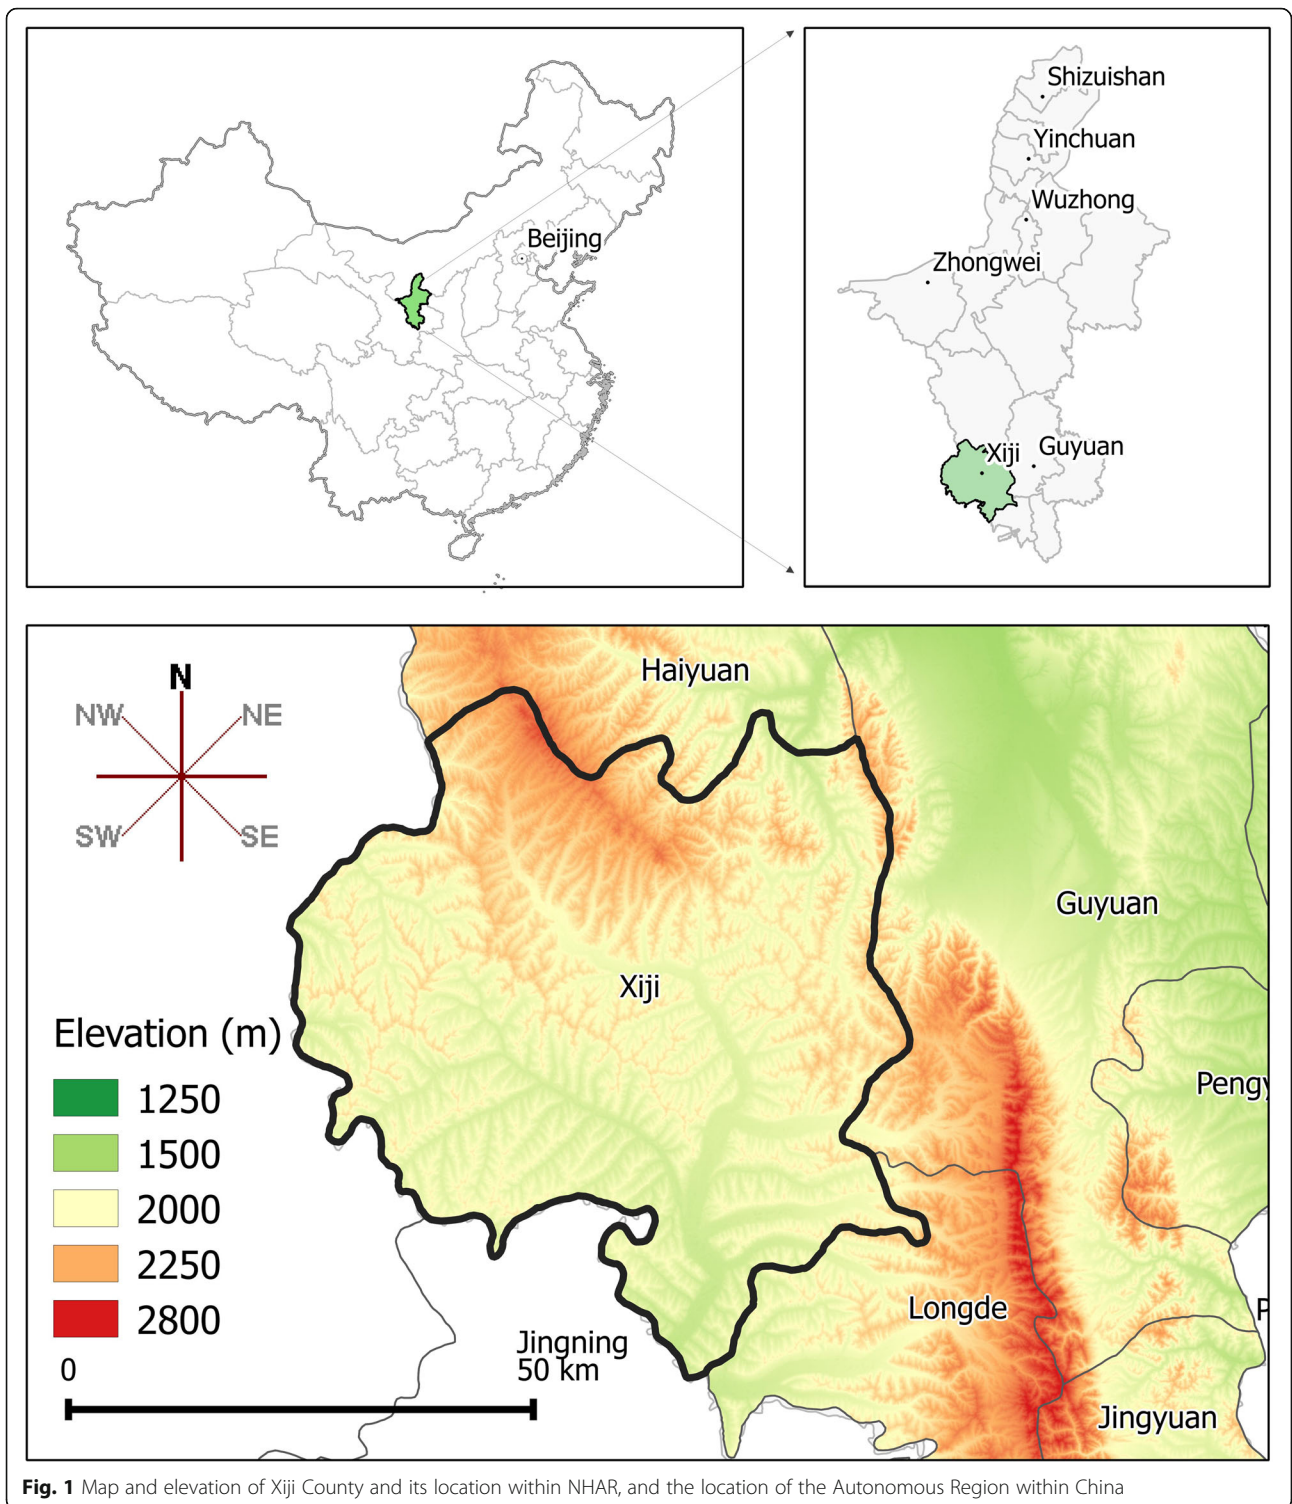 Beijing
Shizuishan
Yinchuan
Wuzhong
Zhongwei
Xiji
Guyuan
N
NW
NE
SW
SE
Haiyuan
Guyuan
Xiji
Pengy
Longde
P
Jingning
Jingyuan
Elevation (m)
1250
1500
2000
2250
2800
0
50 km
Fig. 1 Map and elevation of Xiji County and its location within NHAR, and the location of the Autonomous Region within China